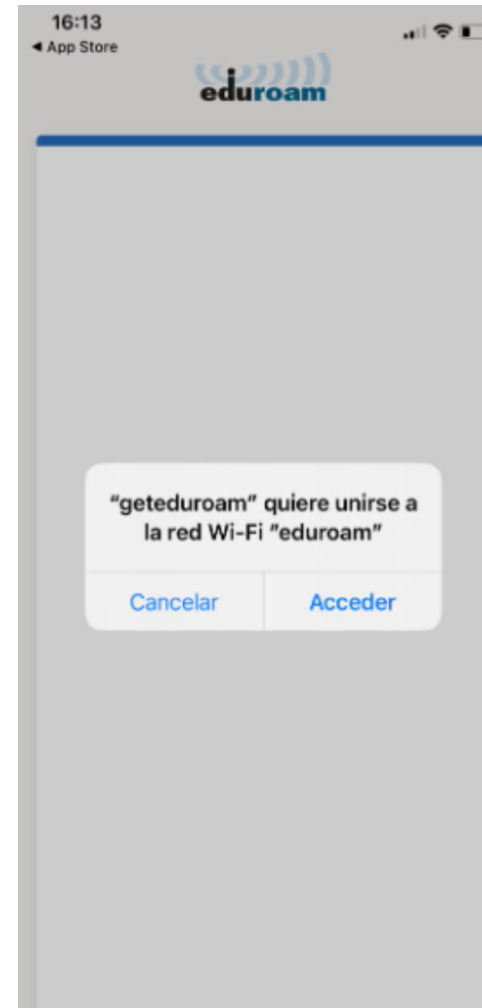 16:13
◀ App Store
eduroam
"geteduroam" quiere unirse a
la red Wi-Fi "eduroam"
Cancelar
Acceder